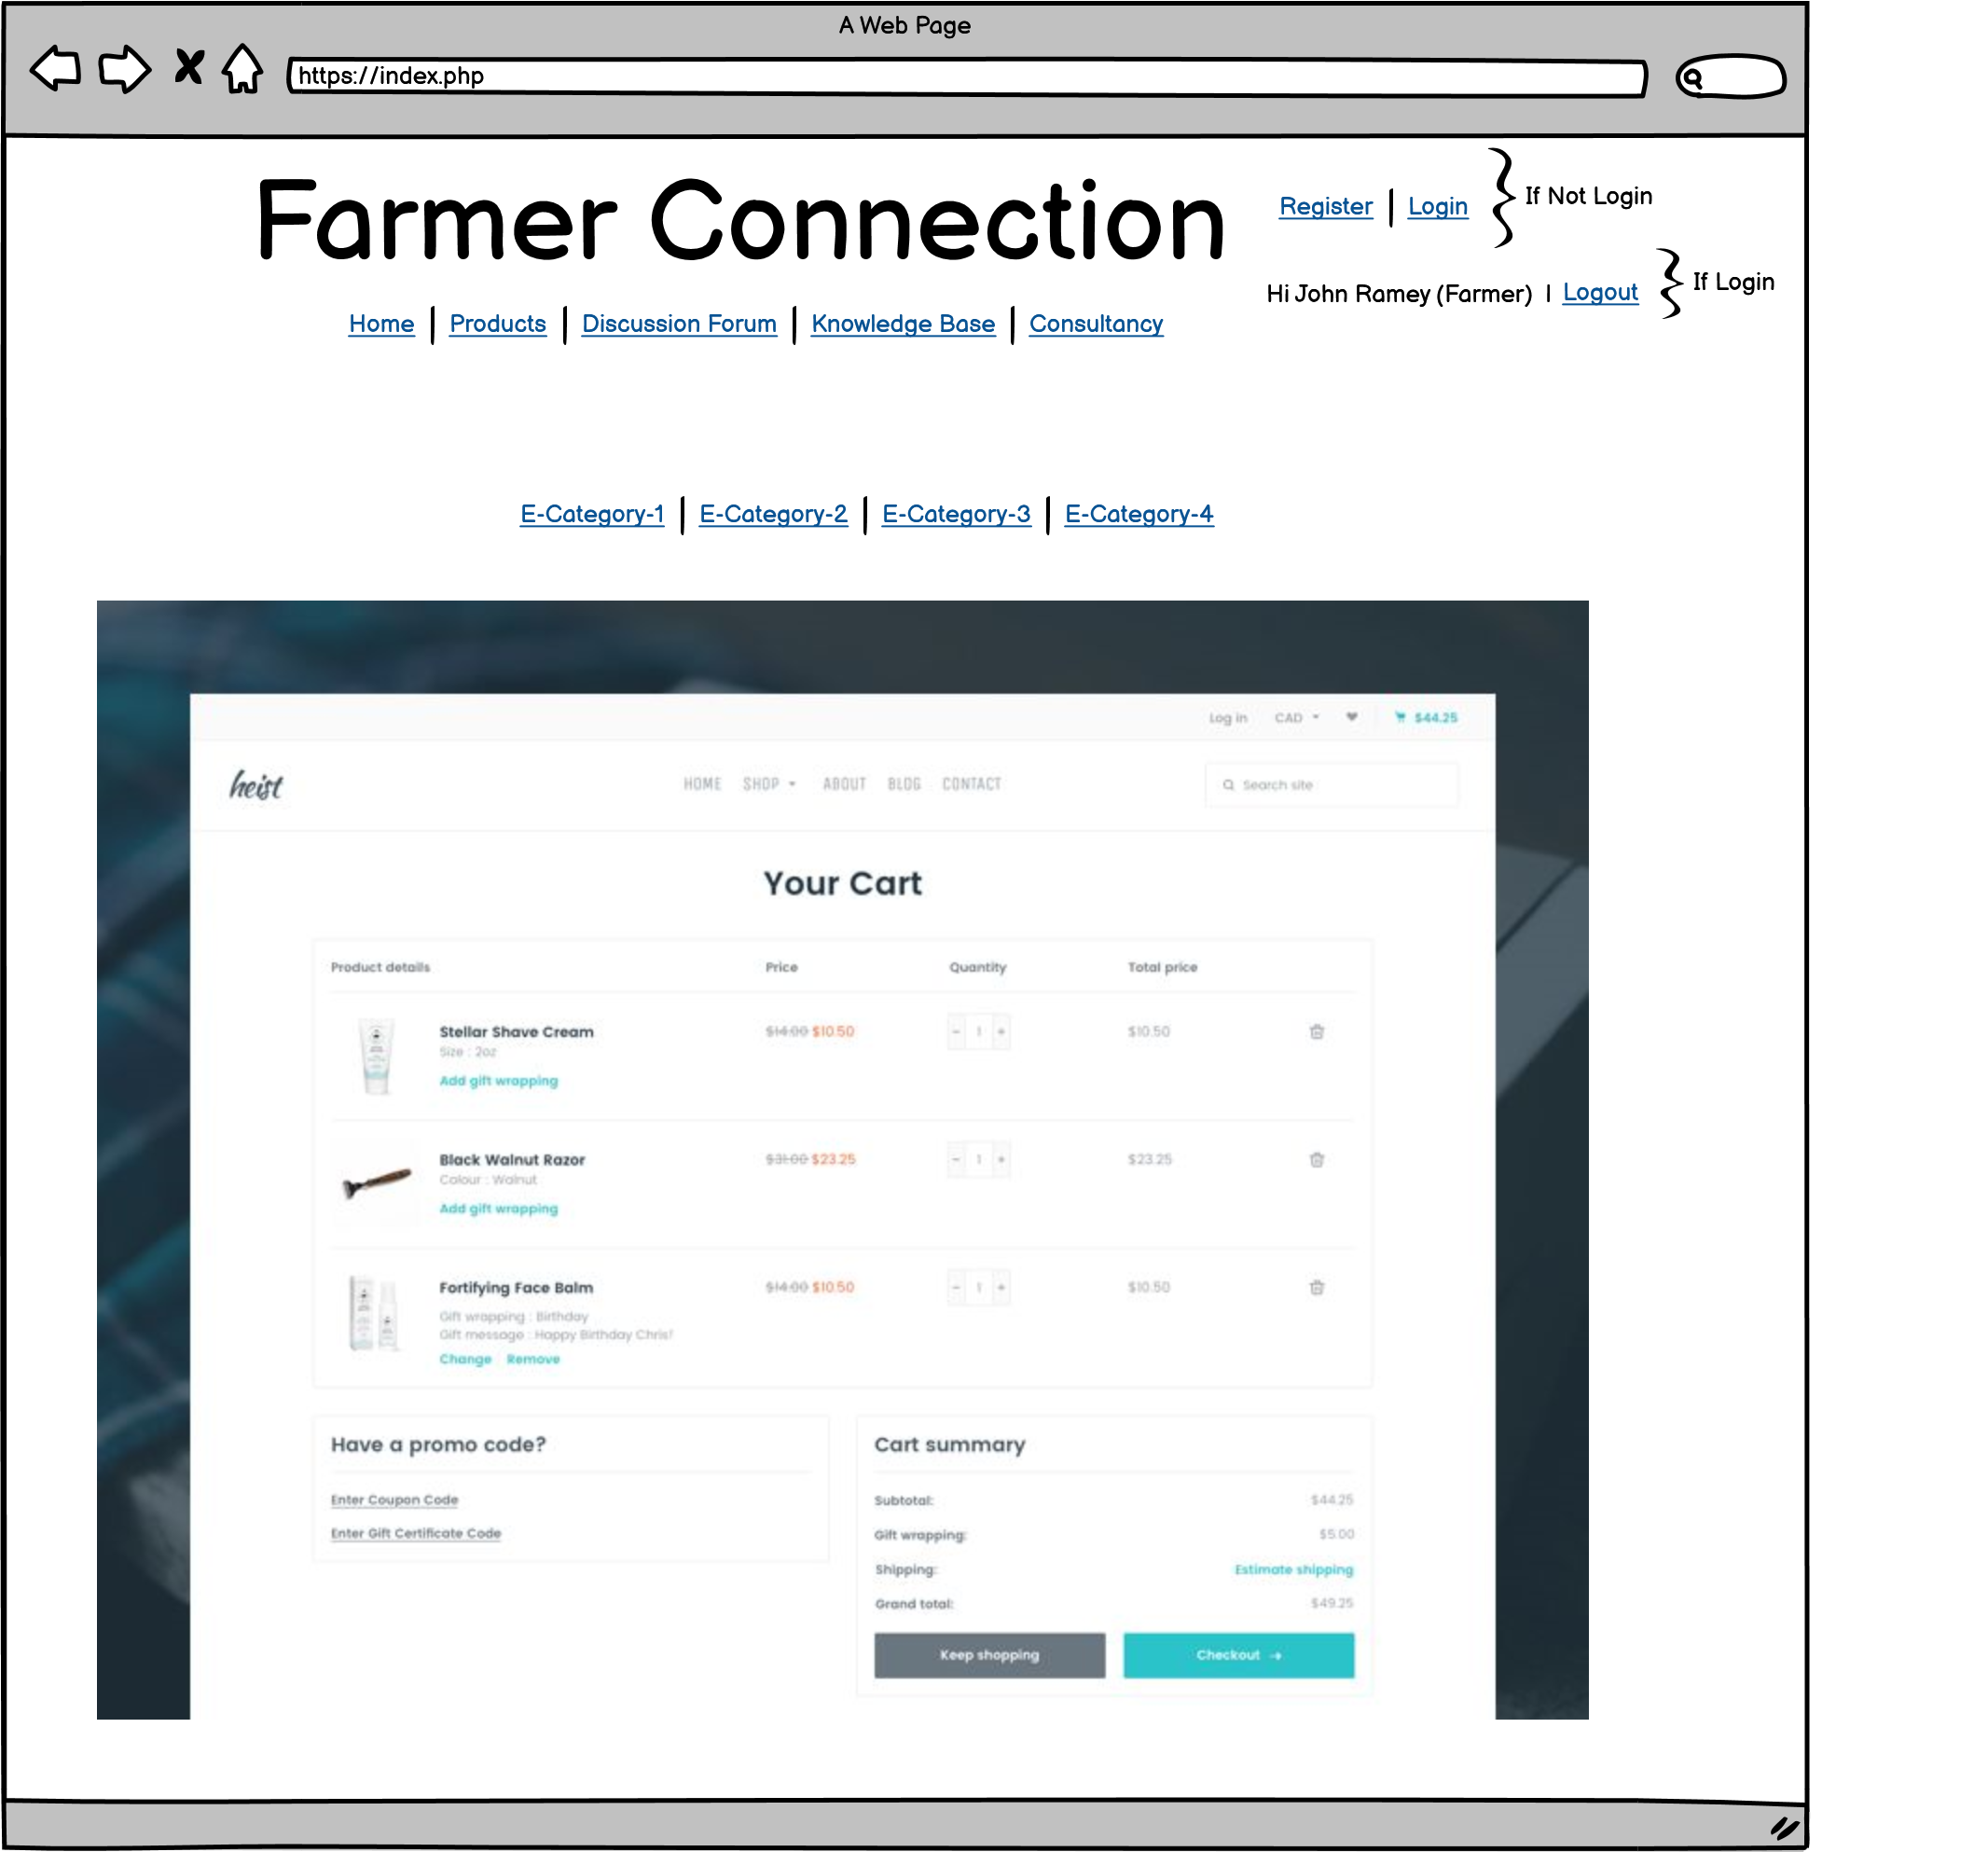 A Web Page
https://index.php
Farmer Connection
Register | Login
If Not Login
Hi John Ramey (Farmer) | Logout
If Login
Home | Products | Discussion Forum | Knowledge Base | Consultancy
E-Category-1 | E-Category-2 | E-Category-3 | E-Category-4
Log in CAD $44.25
heist
HOME SHOP ABOUT BLOG CONTACT
Search site
Your Cart
Product details Price Quantity Total price
Stellar Shave Cream $14.00 $10.50 - 1 + $10.50
Size : 2oz
Add gift wrapping
Black Walnut Razor $31.00 $23.25 - 1 + $23.25
Colour : Walnut
Add gift wrapping
Fortifying Face Balm $14.00 $10.50 - 1 + $10.50
Gift wrapping : Birthday
Gift message : Happy Birthday Chris!
Change Remove
Have a promo code?
Enter Coupon Code
Enter Gift Certificate Code
Cart summary
Subtotal: $44.25
Gift wrapping: $5.00
Shipping: Estimate shipping
Grand total: $49.25
Keep shopping
Checkout →